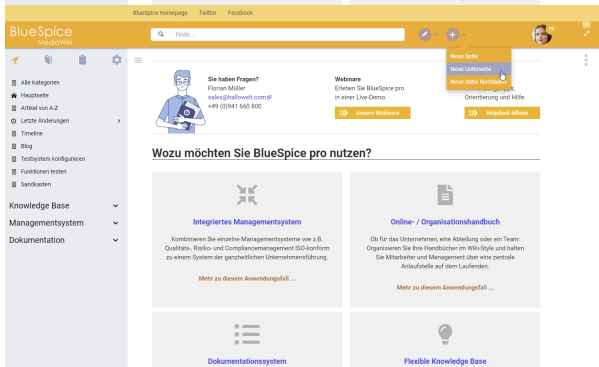 BlueSpice Homepage Twitter Facebook
BlueSpice
MediaWiki
Finde...
Neue Seite
Neue Unterseite
Neue Datei hochladen
Alle Kategorien
Hauptseite
Artikel von A-Z
Letzte Änderungen
Timeline
Blog
Testsystem konfigurieren
Funktionen testen
Sandkasten
Knowledge Base
Managementsystem
Dokumentation
Sie haben Fragen?
Florian Müller
sales@hallowelt.com
+49 (0)941 660 800
Webinare
Erleben Sie BlueSpice pro
in einer Live-Demo.
Unsere Webinare
Orientierung und Hilfe.
Helpdesk öffnen
Wozu möchten Sie BlueSpice pro nutzen?
Integriertes Managementsystem
Kombinieren Sie einzelne Managementsysteme wie z.B.
Qualitäts-, Risiko- und Compliancemanagement ISO-konform
zu einem System der ganzheitlichen Unternehmensführung.
Mehr zu diesem Anwendungsfall ...
Online- / Organisationshandbuch
Ob für das Unternehmen, eine Abteilung oder ein Team:
Organisieren Sie Ihre Handbücher im Wiki-Style und halten
Sie Mitarbeiter und Management über eine zentrale
Anlaufstelle auf dem Laufenden.
Mehr zu diesem Anwendungsfall ...
Dokumentationssystem
Flexible Knowledge Base